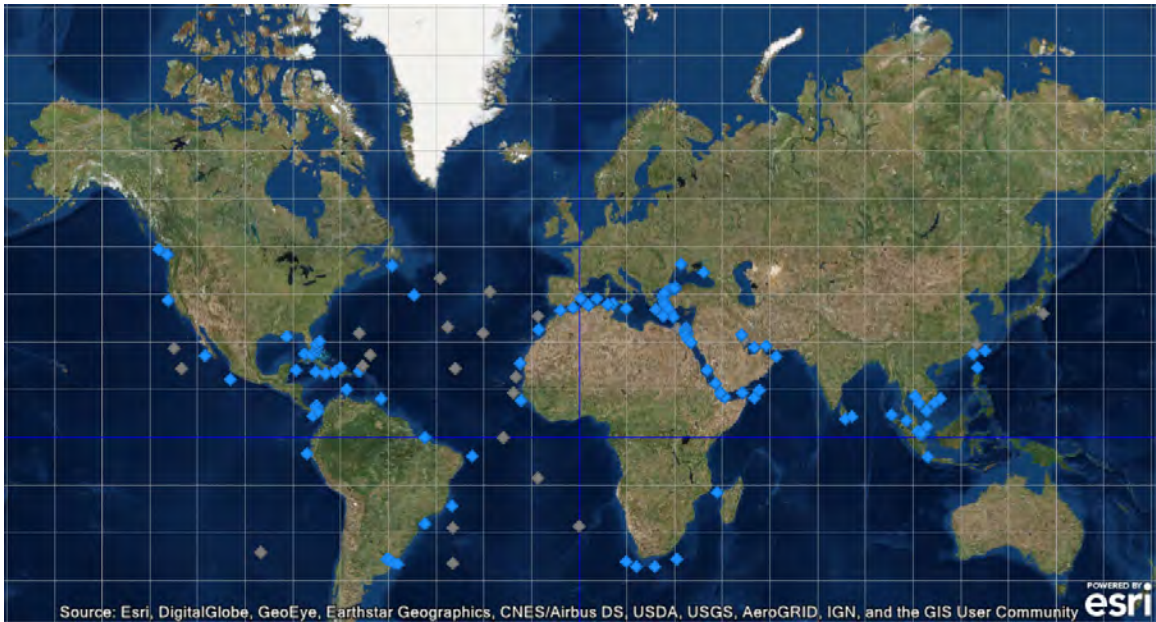 POWERED BY
esri
Source: Esri, DigitalGlobe, GeoEye, Earthstar Geographics, CNES/Airbus DS, USDA, USGS, AeroGRID, IGN, and the GIS User Community